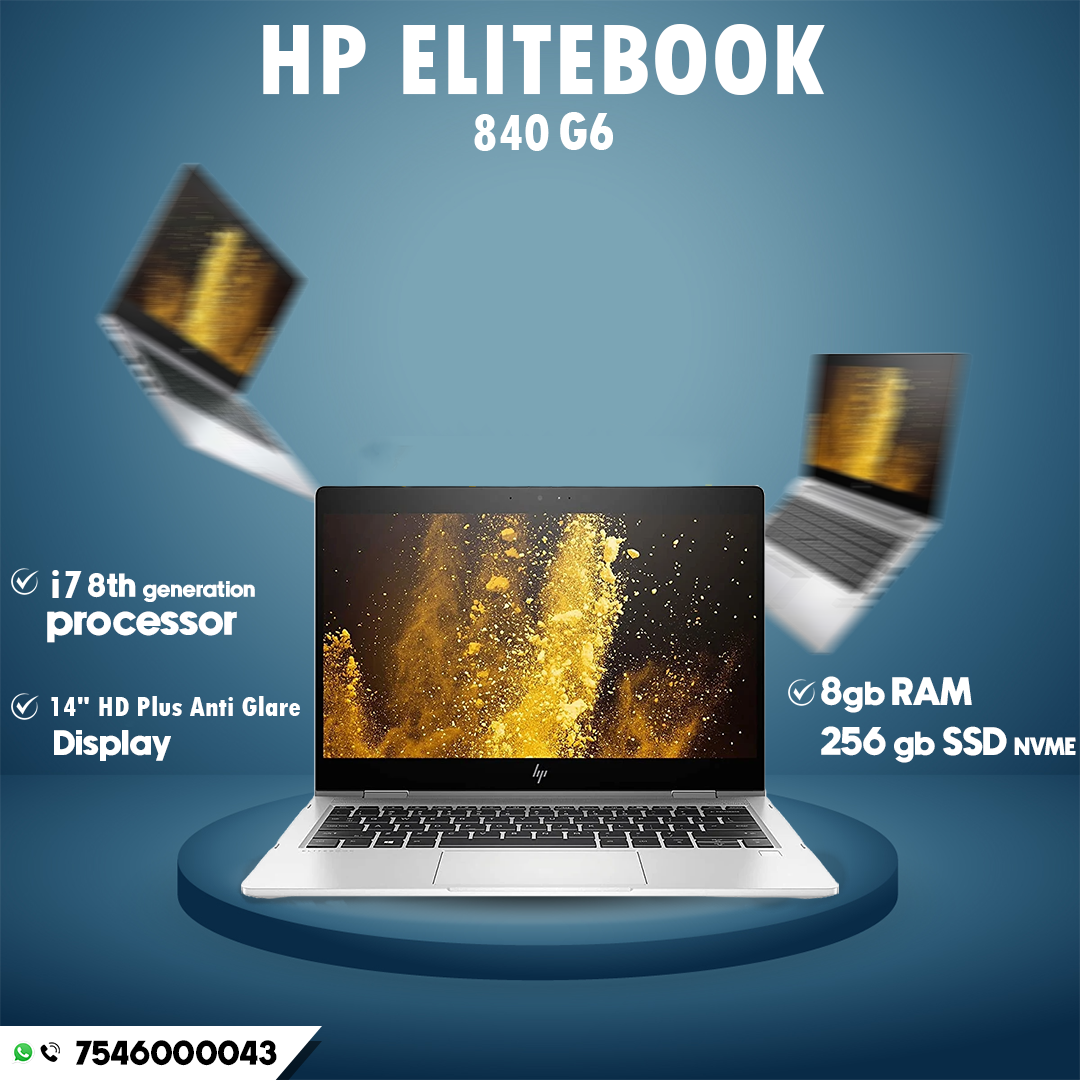 HP ELITEBOOK
840 G6
i7 8th generation
processor
14" HD Plus Anti Glare
Display
8gb RAM
256 gb SSD NVME
hp
7546000043